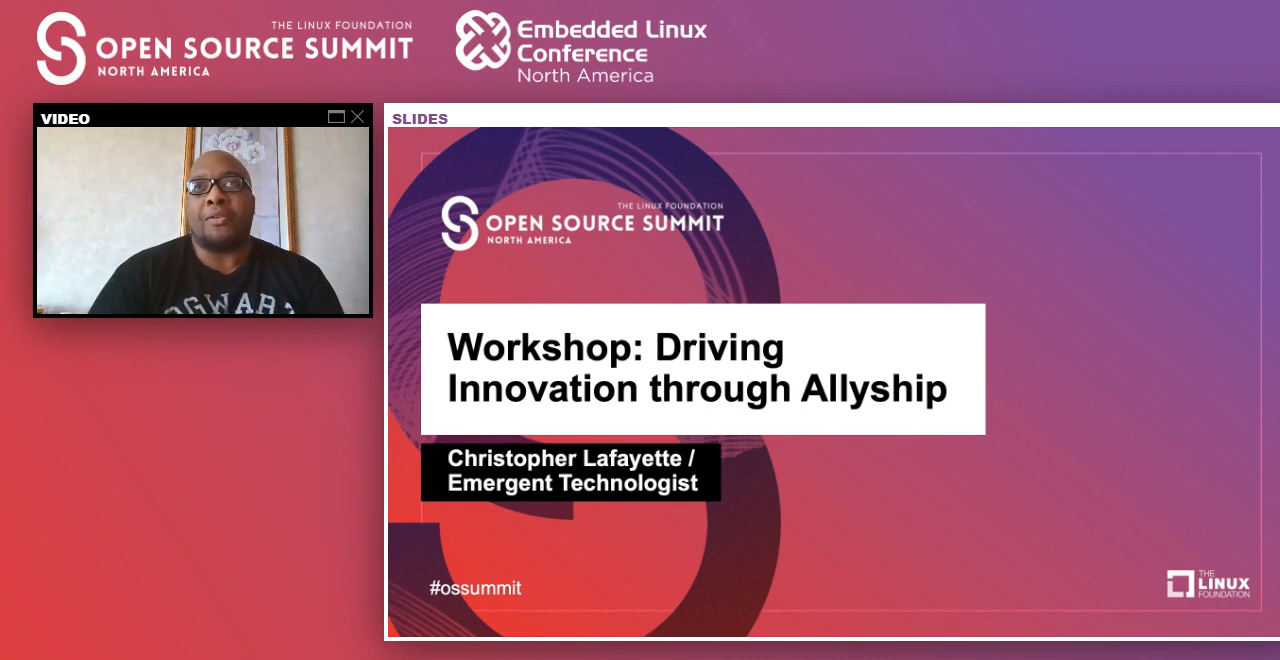 THE LINUX FOUNDATION
OPEN SOURCE SUMMIT
NORTH AMERICA
Embedded Linux
Conference
North America
VIDEO
OGWAR
SLIDES
THE LINUX FOUNDATION
OPEN SOURCE SUMMIT
NORTH AMERICA
Workshop: Driving
Innovation through Allyship
Christopher Lafayette /
Emergent Technologist
#ossummit
THE
LINUX
FOUNDATION